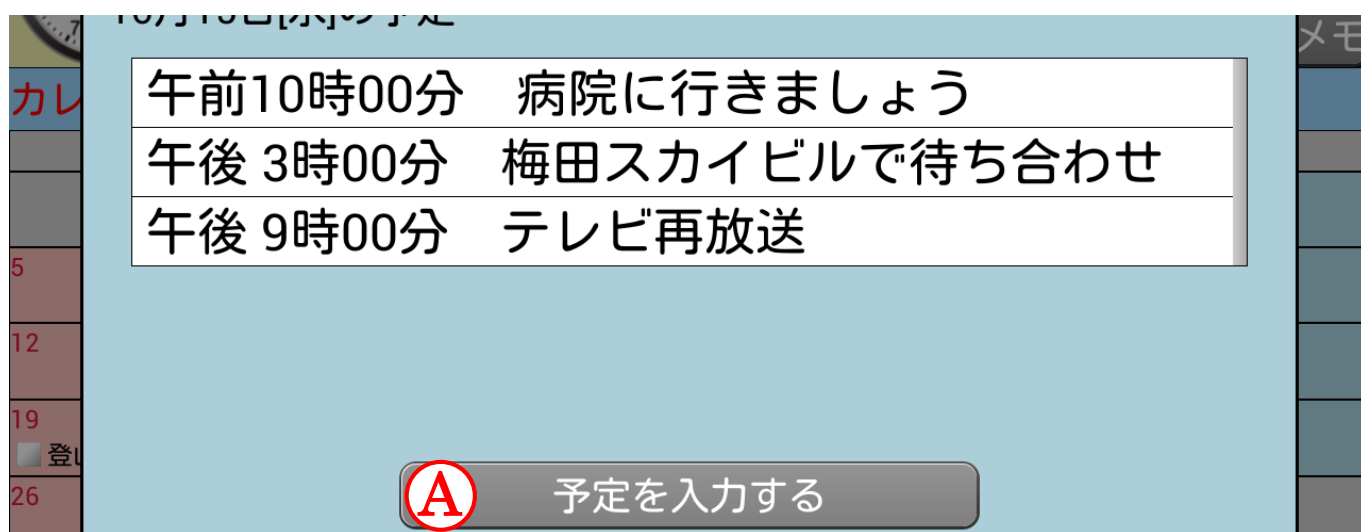 メモ
カレ
午前10時00分 病院に行きましょう
午後 3時00分 梅田スカイビルで待ち合わせ
午後 9時00分 テレビ再放送
5
12
19
26
A 予定を入力する